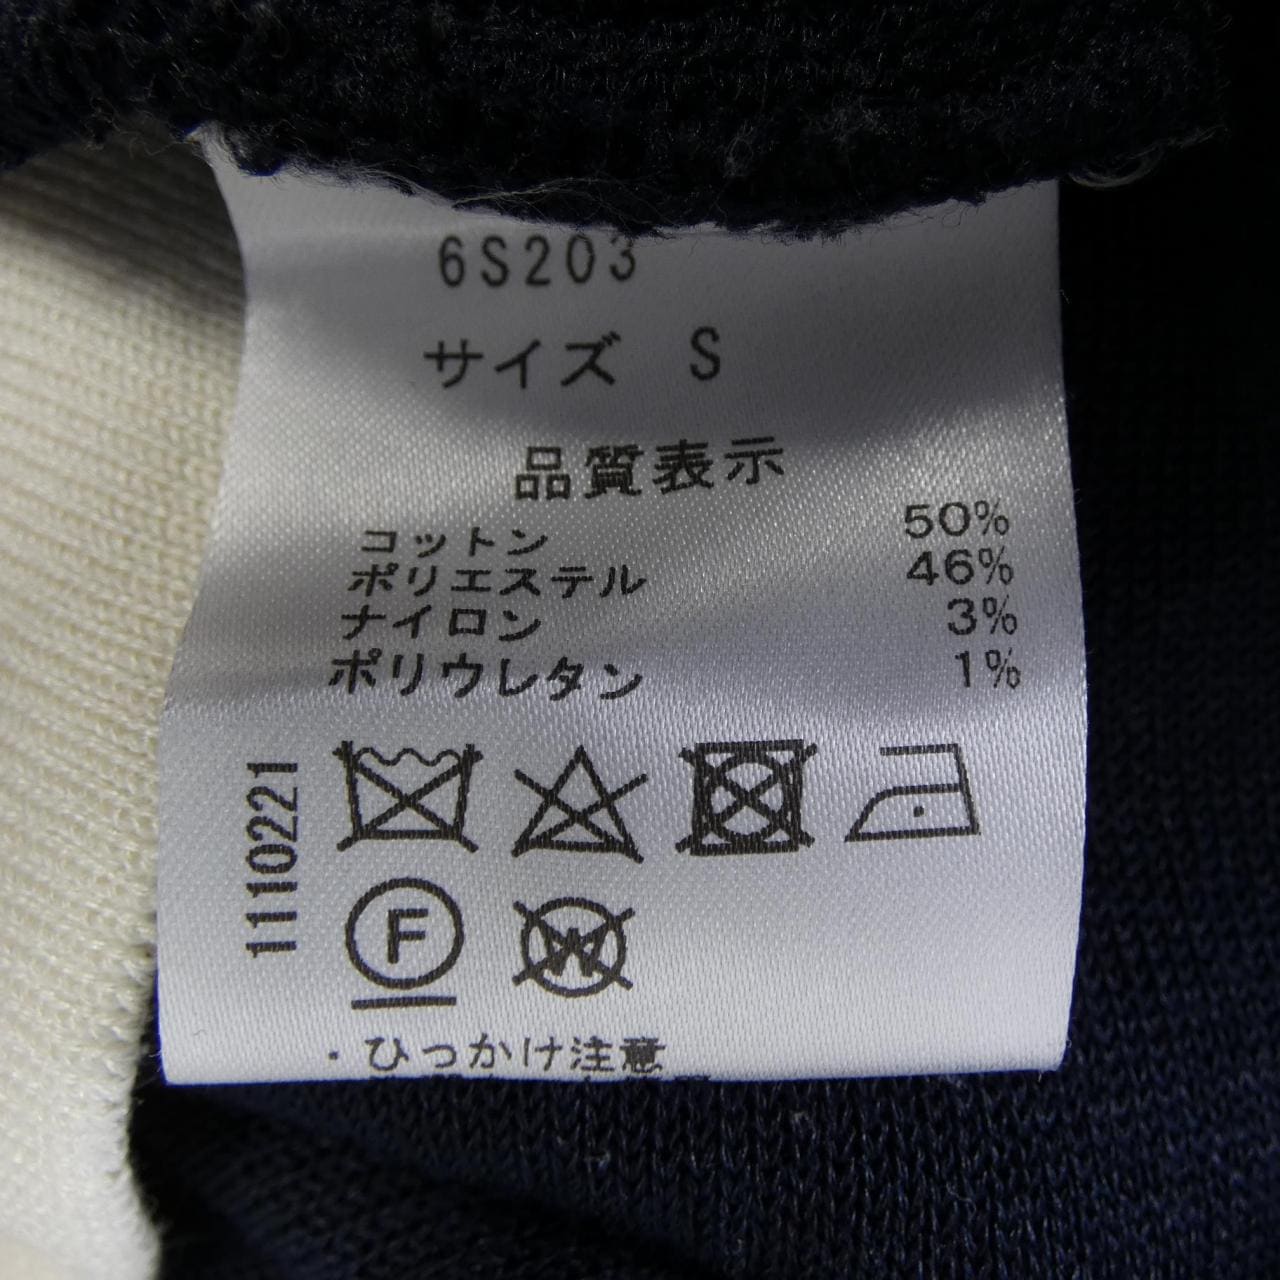 6S203
サイズ S
品質表示
コットン 50%
ポリエステル 46%
ナイロン 3%
ポリウレタン 1%
1110221
F
W
・ひっかけ注意